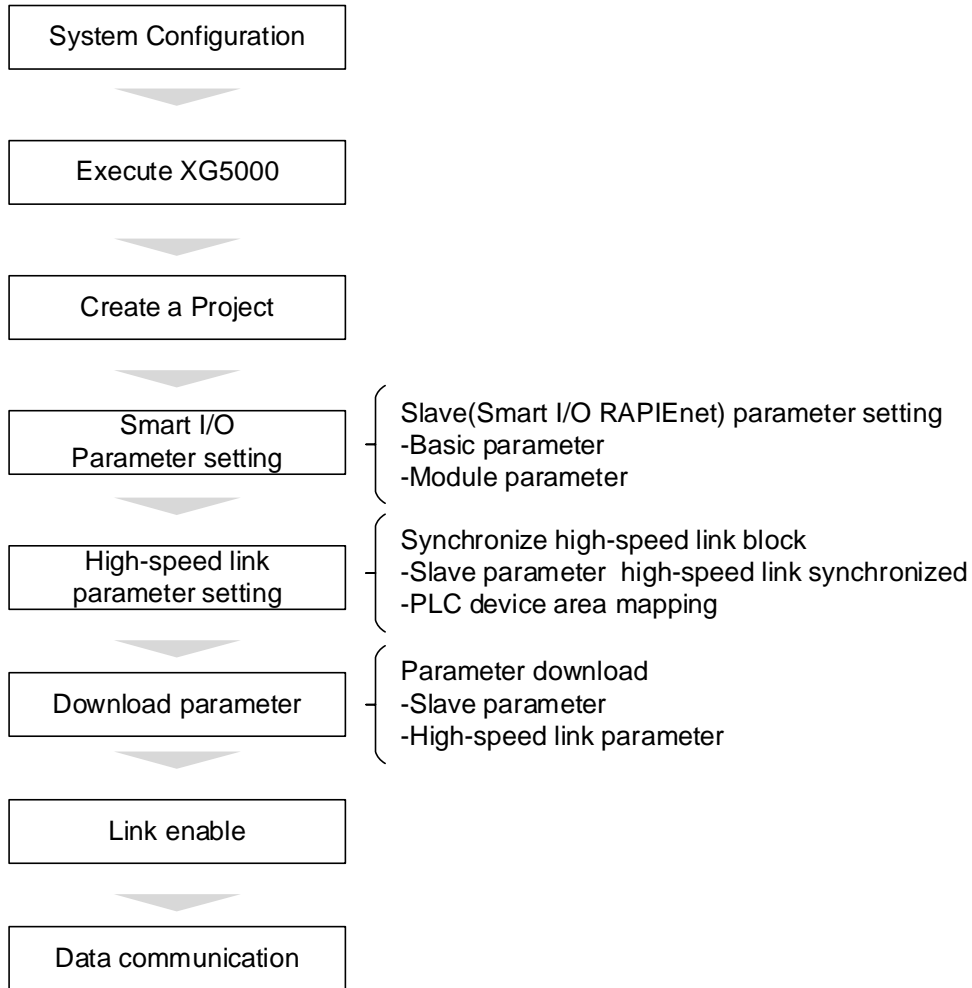 System Configuration
Execute XG5000
Create a Project
Smart I/O
Parameter setting
Slave(Smart I/O RAPIEnet) parameter setting
-Basic parameter
-Module parameter
High-speed link
parameter setting
Synchronize high-speed link block
-Slave parameter  high-speed link synchronized
-PLC device area mapping
Download parameter
Parameter download
-Slave parameter
-High-speed link parameter
Link enable
Data communication